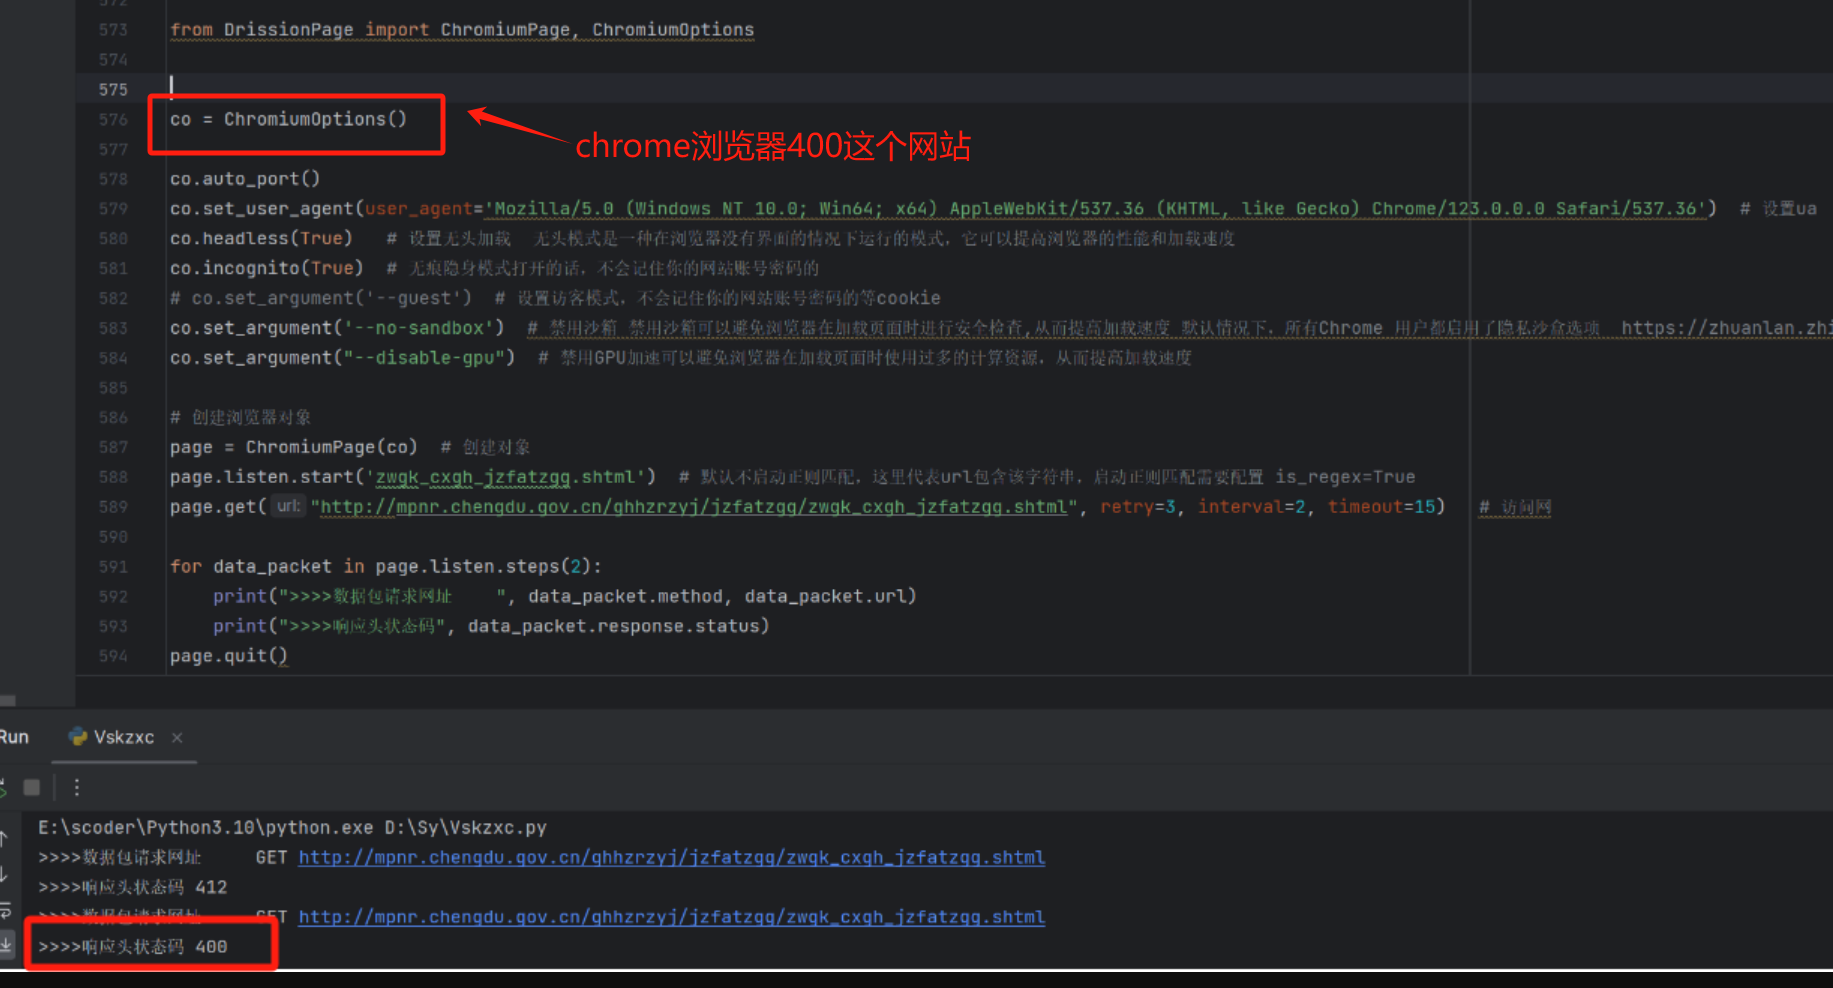 572
573 from DrissionPage import ChromiumPage, ChromiumOptions
574
575
576 co = ChromiumOptions()
chrome浏览器400这个网站
577
578 co.auto_port()
579 co.set_user_agent(user_agent='Mozilla/5.0 (Windows NT 10.0; Win64; x64) AppleWebKit/537.36 (KHTML, like Gecko) Chrome/123.0.0.0 Safari/537.36') # 设置ua
580 co.headless(True) # 设置无头加载 无头模式是一种在浏览器没有界面的情况下运行的模式，它可以提高浏览器的性能和加载速度
581 co.incognito(True) # 无痕隐身模式打开的话，不会记住你的网站账号密码的
582 # co.set_argument('--guest') # 设置访客模式，不会记住你的网站账号密码的等cookie
583 co.set_argument('--no-sandbox') # 禁用沙箱 禁用沙箱可以避免浏览器在加载页面时进行安全检查,从而提高加载速度 默认情况下，所有Chrome 用户都启用了隐私沙盒选项 https://zhuanlan.zhi
584 co.set_argument("--disable-gpu") # 禁用GPU加速可以避免浏览器在加载页面时使用过多的计算资源，从而提高加载速度
585
586 # 创建浏览器对象
587 page = ChromiumPage(co) # 创建对象
588 page.listen.start('zwgk_cxgh_jzfatzgg.shtml') # 默认不启动正则匹配，这里代表url包含该字符串，启动正则匹配需要配置 is_regex=True
589 page.get( url: "http://mpnr.chengdu.gov.cn/ghhzrzyj/jzfatzgg/zwgk_cxgh_jzfatzgg.shtml", retry=3, interval=2, timeout=15) # 访问网
590
591 for data_packet in page.listen.steps(2):
592 print(">>>>数据包请求网址 ", data_packet.method, data_packet.url)
593 print(">>>>响应头状态码", data_packet.response.status)
594 page.quit()
Run Vskzxc ×
E:\scoder\Python3.10\python.exe D:\Sy\Vskzxc.py
>>>>数据包请求网址 GET http://mpnr.chengdu.gov.cn/ghhzrzyj/jzfatzgg/zwgk_cxgh_jzfatzgg.shtml
>>>>响应头状态码 412
>>>>数据包请求网址 GET http://mpnr.chengdu.gov.cn/ghhzrzyj/jzfatzgg/zwgk_cxgh_jzfatzgg.shtml
>>>>响应头状态码 400